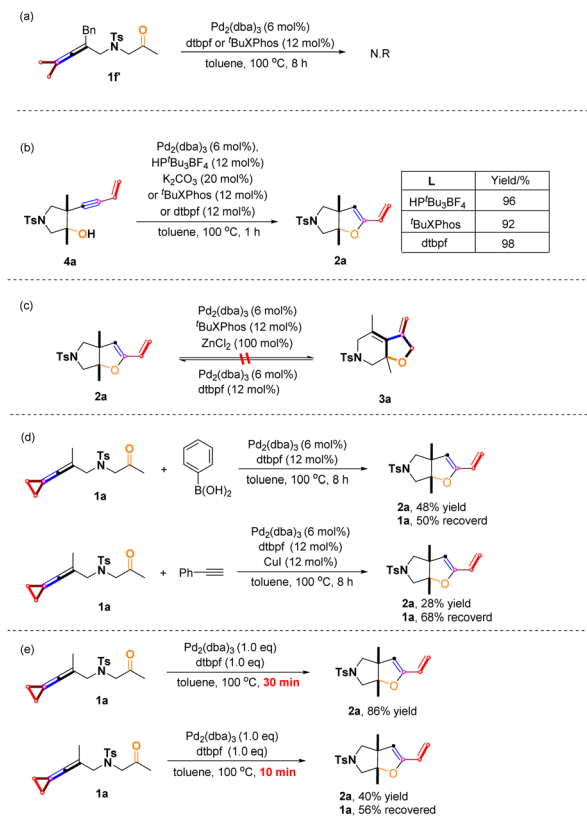 (a)
Bn
Ts
N
O
1f'
Pd2(dba)3 (6 mol%)
dtbpf or tBuXPhos (12 mol%)
toluene, 100 °C, 8 h
N.R
(b)
TsN
OH
4a
Pd2(dba)3 (6 mol%),
HPtBu3BF4 (12 mol%)
K2CO3 (20 mol%)
or tBuXPhos (12 mol%)
or dtbpf (12 mol%)
toluene, 100 °C, 1 h
TsN
O
2a
L Yield/%
HPtBu3BF4 96
tBuXPhos 92
dtbpf 98
(c)
TsN
O
2a
Pd2(dba)3 (6 mol%)
tBuXPhos (12 mol%)
ZnCl2 (100 mol%)
Pd2(dba)3 (6 mol%)
dtbpf (12 mol%)
TsN
O
3a
(d)
Ts
N
O
1a
+
B(OH)2
Pd2(dba)3 (6 mol%)
dtbpf (12 mol%)
toluene, 100 °C, 8 h
TsN
O
2a, 48% yield
1a, 50% recoverd
Ts
N
O
1a
+
Ph
Pd2(dba)3 (6 mol%)
dtbpf (12 mol%)
CuI (12 mol%)
toluene, 100 °C, 8 h
TsN
O
2a, 28% yield
1a, 68% recoverd
(e)
Ts
N
O
1a
Pd2(dba)3 (1.0 eq)
dtbpf (1.0 eq)
toluene, 100 °C, 30 min
TsN
O
2a, 86% yield
Ts
N
O
1a
Pd2(dba)3 (1.0 eq)
dtbpf (1.0 eq)
toluene, 100 °C, 10 min
TsN
O
2a, 40% yield
1a, 56% recovered